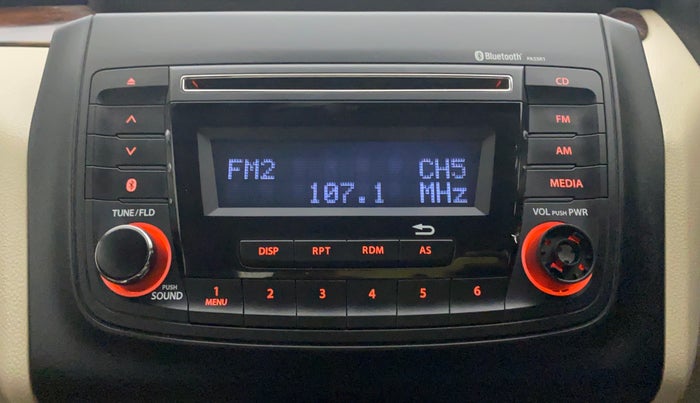 Bluetooth PA33R1
CD
FM
AM
MEDIA
FM2 CH5
107.1 MHz
TUNE/FLD
VOL PUSH PWR
DISP RPT RDM AS
PUSH
SOUND
1 2 3 4 5 6
MENU